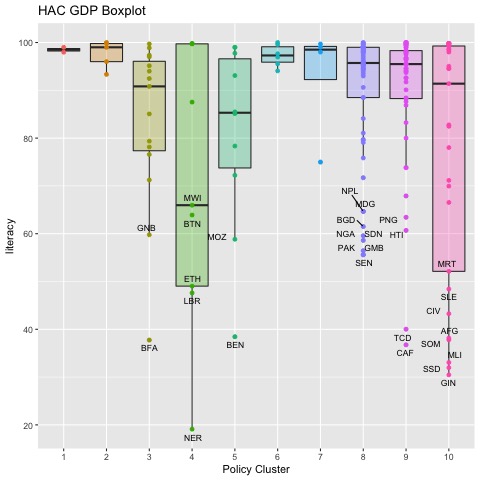 HAC GDP Boxplot
literacy
100
80
60
40
20
GNB
BFA
MWI
BTN
ETH
LBR
NER
MOZ
BEN
NPL
MDG
BGD
NGA SDN
PAK GMB
SEN
PNG
HTI
TCD
CAF
MRT
SLE
CIV
AFG
SOM
MLI
SSD
GIN
1 2 3 4 5 6 7 8 9 10
Policy Cluster